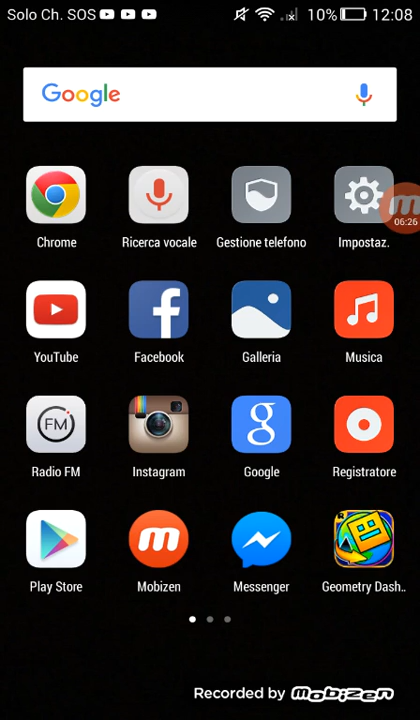 Solo Ch. SOS 10% 12:08
Google
06:26
Chrome Ricerca vocale Gestione telefono Impostaz.
YouTube Facebook Galleria Musica
FM
Radio FM Instagram Google Registratore
Play Store Mobizen Messenger Geometry Dash..
Recorded by mobizen